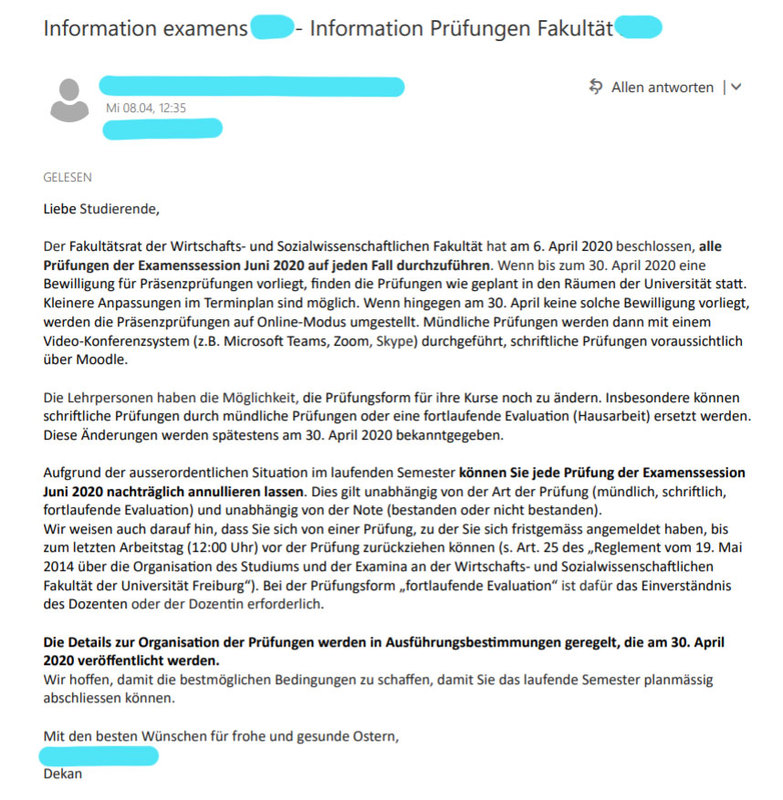 Information examens - Information Prüfungen Fakultät
Allen antworten
Mi 08.04, 12:35
GELESEN
Liebe Studierende,
Der Fakultätsrat der Wirtschafts- und Sozialwissenschaftlichen Fakultät hat am 6. April 2020 beschlossen, alle
Prüfungen der Examenssession Juni 2020 auf jeden Fall durchzuführen. Wenn bis zum 30. April 2020 eine
Bewilligung für Präsenzprüfungen vorliegt, finden die Prüfungen wie geplant in den Räumen der Universität statt.
Kleinere Anpassungen im Terminplan sind möglich. Wenn hingegen am 30. April keine solche Bewilligung vorliegt,
werden die Präsenzprüfungen auf Online-Modus umgestellt. Mündliche Prüfungen werden dann mit einem
Video-Konferenzsystem (z.B. Microsoft Teams, Zoom, Skype) durchgeführt, schriftliche Prüfungen voraussichtlich
über Moodle.
Die Lehrpersonen haben die Möglichkeit, die Prüfungsform für ihre Kurse noch zu ändern. Insbesondere können
schriftliche Prüfungen durch mündliche Prüfungen oder eine fortlaufende Evaluation (Hausarbeit) ersetzt werden.
Diese Änderungen werden spätestens am 30. April 2020 bekanntgegeben.
Aufgrund der ausserordentlichen Situation im laufenden Semester können Sie jede Prüfung der Examenssession
Juni 2020 nachträglich annullieren lassen. Dies gilt unabhängig von der Art der Prüfung (mündlich, schriftlich,
fortlaufende Evaluation) und unabhängig von der Note (bestanden oder nicht bestanden).
Wir weisen auch darauf hin, dass Sie sich von einer Prüfung, zu der Sie sich fristgemäss angemeldet haben, bis
zum letzten Arbeitstag (12:00 Uhr) vor der Prüfung zurückziehen können (s. Art. 25 des „Reglement vom 19. Mai
2014 über die Organisation des Studiums und der Examina an der Wirtschafts- und Sozialwissenschaftlichen
Fakultät der Universität Freiburg“). Bei der Prüfungsform „fortlaufende Evaluation“ ist dafür das Einverständnis
des Dozenten oder der Dozentin erforderlich.
Die Details zur Organisation der Prüfungen werden in Ausführungsbestimmungen geregelt, die am 30. April
2020 veröffentlicht werden.
Wir hoffen, damit die bestmöglichen Bedingungen zu schaffen, damit Sie das laufende Semester planmässig
abschliessen können.
Mit den besten Wünschen für frohe und gesunde Ostern,
Dekan